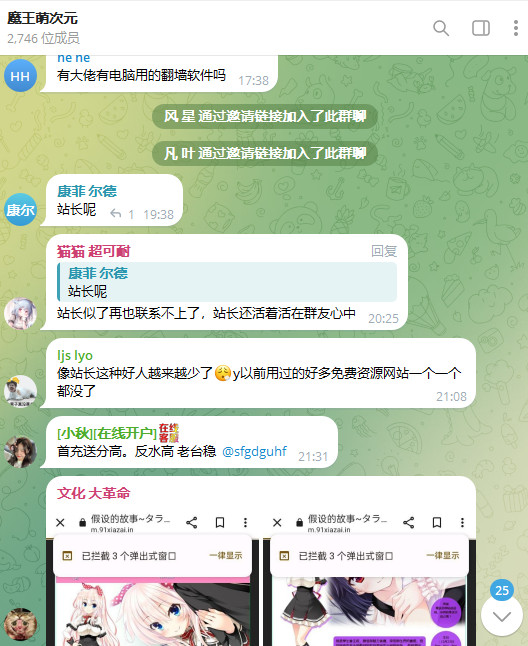 魔王萌次元
2,746 位成员
he he
HH
有大佬有电脑用的翻墙软件吗 17:38
风 星 通过邀请链接加入了此群聊
凡 叶 通过邀请链接加入了此群聊
康菲 尔德
康尔
站长呢 1 19:38
猫猫 超可耐 回复
康菲 尔德
站长呢
站长似了再也联系不上了，站长还活着活在群友心中
20:25
ljs lyo
像站长这种好人越来越少了😮‍💨y以前用过的好多免费资源网站一个一个
都没了
21:08
[小秋][在线开户]在线
客服
首充送分高。反水高 老台稳 @sfgdguhf 21:31
文化 大革命
假设的故事~タラ... 假设的故事~タラ...
m.91xiazai.com m.91xiazai.com
已拦截 3 个弹出式窗口 一律显示 已拦截 3 个弹出式窗口 一律显示
25